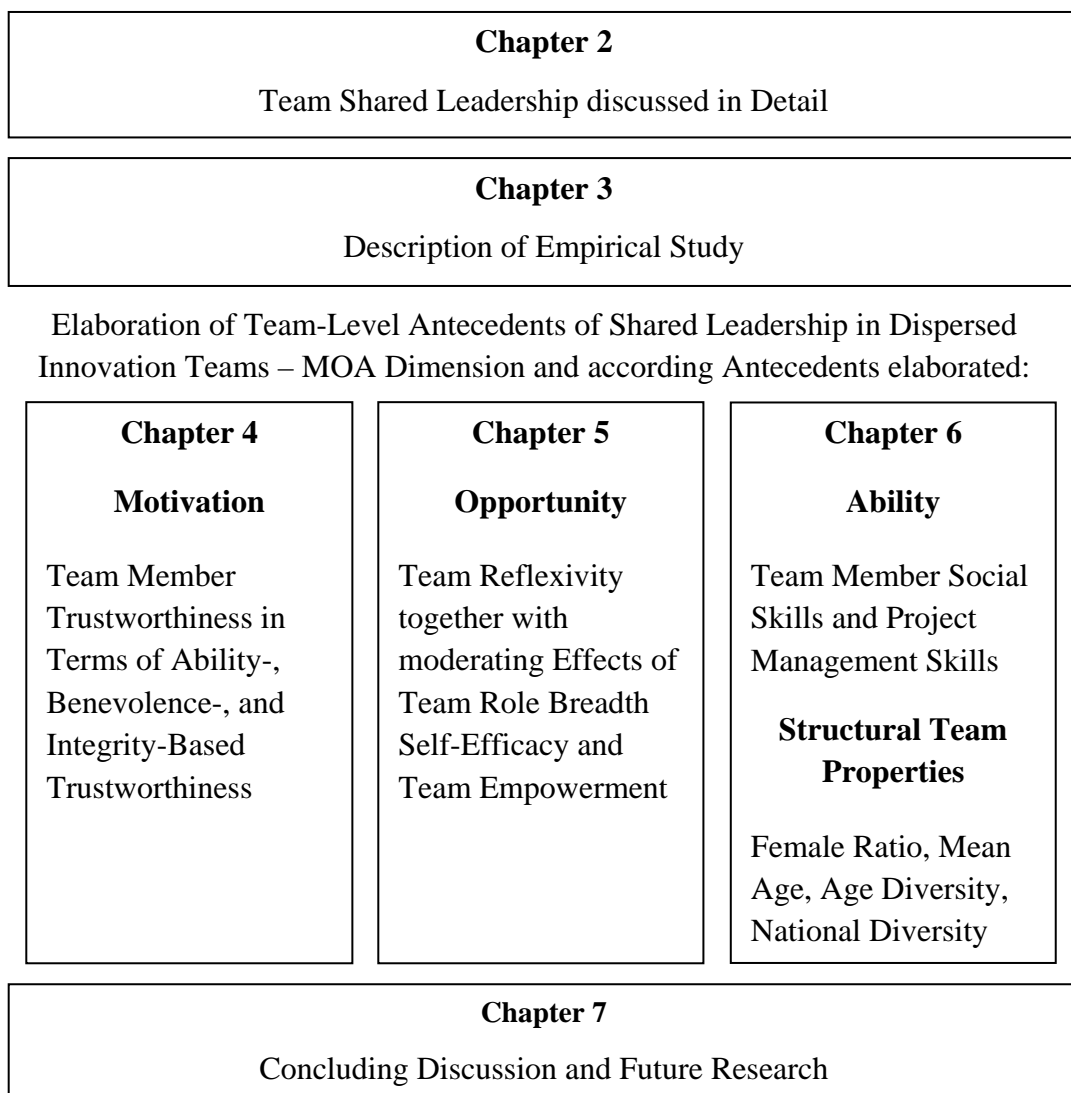 Chapter 2
Team Shared Leadership discussed in Detail
Chapter 3
Description of Empirical Study
Elaboration of Team-Level Antecedents of Shared Leadership in Dispersed
Innovation Teams – MOA Dimension and according Antecedents elaborated:
Chapter 4
Motivation
Team Member
Trustworthiness in
Terms of Ability-,
Benevolence-, and
Integrity-Based
Trustworthiness
Chapter 5
Opportunity
Team Reflexivity
together with
moderating Effects of
Team Role Breadth
Self-Efficacy and
Team Empowerment
Chapter 6
Ability
Team Member Social
Skills and Project
Management Skills
Structural Team
Properties
Female Ratio, Mean
Age, Age Diversity,
National Diversity
Chapter 7
Concluding Discussion and Future Research